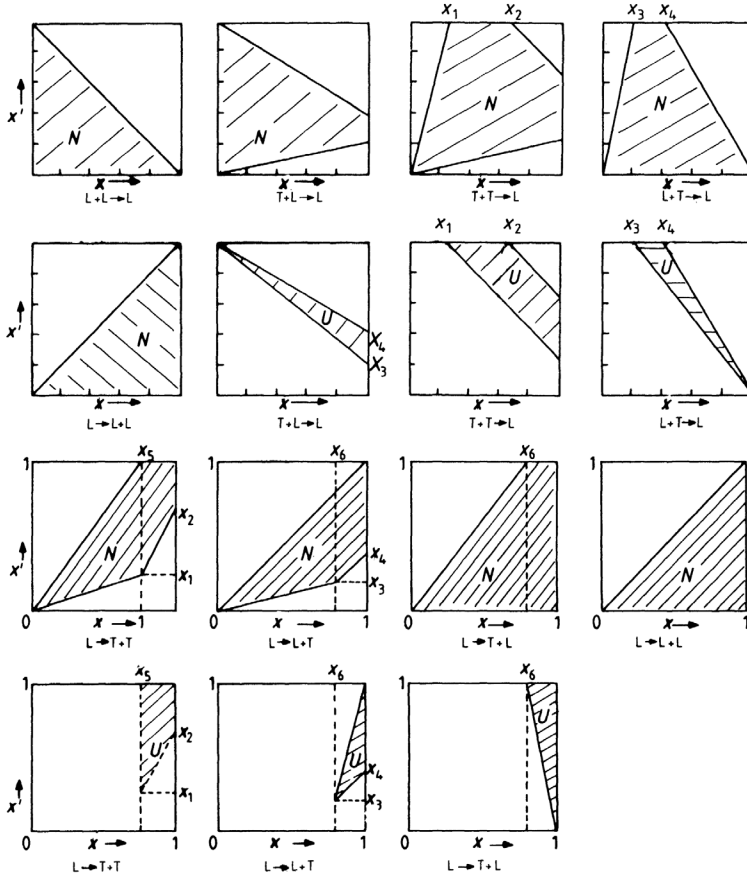 x₁ x₂ x₃ x₄
x' N N N N
x x x x
L+L→L T+L→L T+T→L L+T→L
x₁ x₂ x₃ x₄
x' N U U U
X₄
X₃
x x x x
L→L+L T+L→L T+T→L L+T→L
x₅ x₆ x₆
1 1 1 1
x₂
x₄
x' N N N N
x₁ x₃
0 x 1 1 0 x 1 0 x 1 0 x 1
L→T+T L→L+T L→T+L L→L+L
x₅ x₆ x₆
1 1 1
x₂ U
U U x₄
x' x₁ x₃
0 x 1 0 x 1 0 x 1
L→T+T L→L+T L→T+L